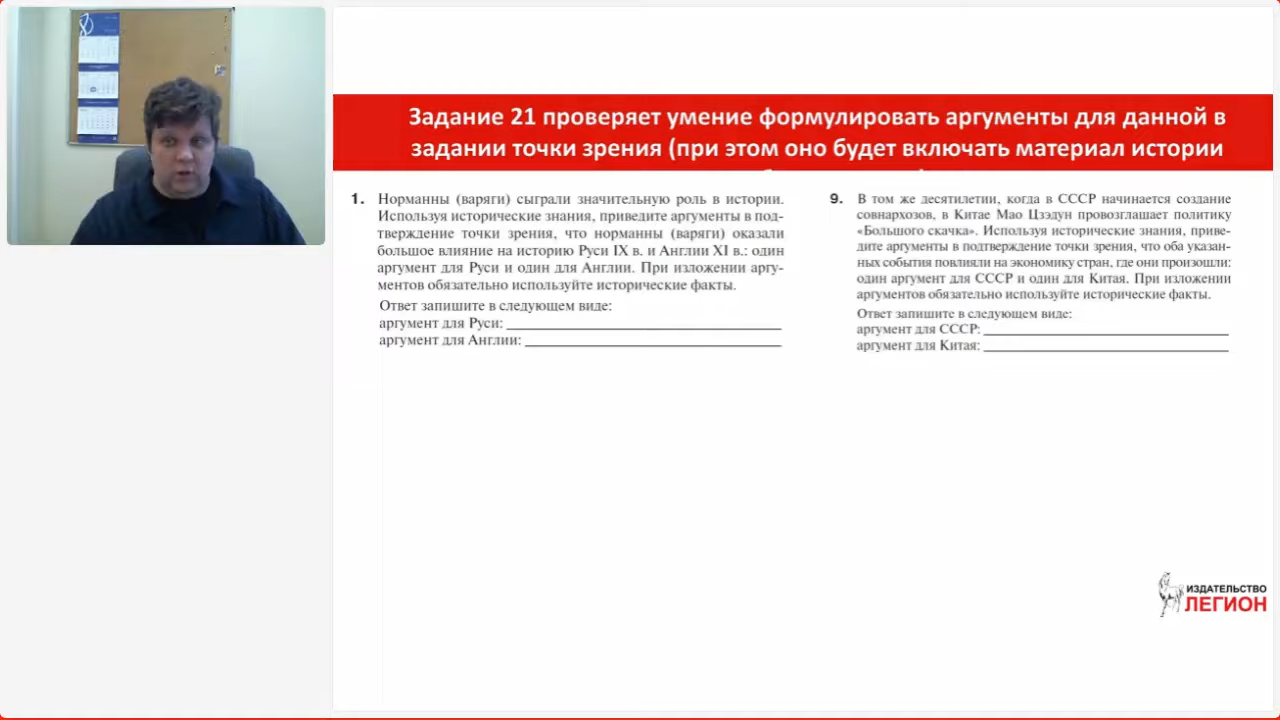 Задание 21 проверяет умение формулировать аргументы для данной в
задании точки зрения (при этом оно будет включать материал истории
1. Норманны (варяги) сыграли значительную роль в истории.
Используя исторические знания, приведите аргументы в под-
тверждение точки зрения, что норманны (варяги) оказали
большое влияние на историю Руси IX в. и Англии XI в.: один
аргумент для Руси и один для Англии. При изложении аргу-
ментов обязательно используйте исторические факты.
Ответ запишите в следующем виде:
аргумент для Руси:
аргумент для Англии:
9. В том же десятилетии, когда в СССР начинается создание
совнархозов, в Китае Мао Цзэдун провозглашает политику
«Большого скачка». Используя исторические знания, приве-
дите аргументы в подтверждение точки зрения, что оба указан-
ных события повлияли на экономику стран, где они произошли:
один аргумент для СССР и один для Китая. При изложении
аргументов обязательно используйте исторические факты.
Ответ запишите в следующем виде:
аргумент для СССР:
аргумент для Китая:
ИЗДАТЕЛЬСТВО
ЛЕГИОН